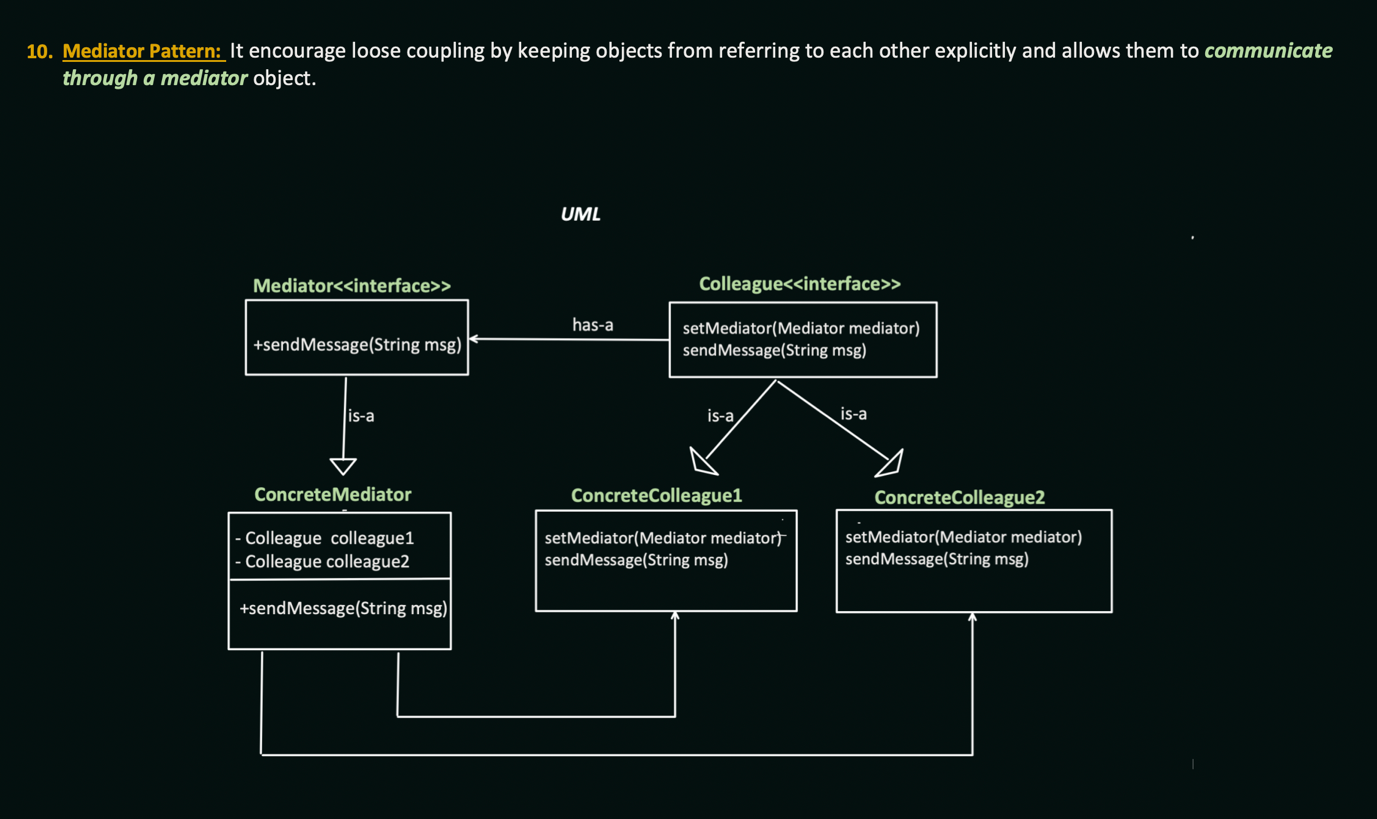 10. Mediator Pattern: It encourage loose coupling by keeping objects from referring to each other explicitly and allows them to communicate
through a mediator object.
UML
Mediator<<interface>>
+sendMessage(String msg)
has-a
Colleague<<interface>>
setMediator(Mediator mediator)
sendMessage(String msg)
is-a
is-a
is-a
ConcreteMediator
- Colleague colleague1
- Colleague colleague2
+sendMessage(String msg)
ConcreteColleague1
setMediator(Mediator mediator)
sendMessage(String msg)
ConcreteColleague2
setMediator(Mediator mediator)
sendMessage(String msg)